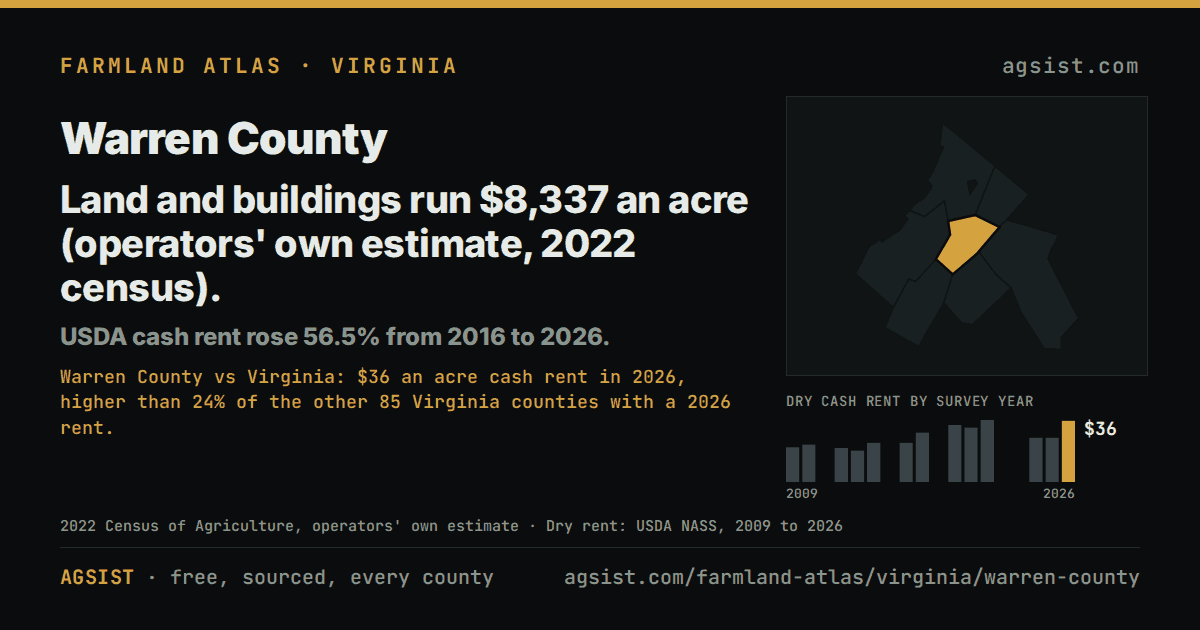 FARMLAND ATLAS · VIRGINIA
agsist.com
Warren County
Land and buildings run $8,337 an acre
(operators' own estimate, 2022
census).
USDA cash rent rose 56.5% from 2016 to 2026.
Warren County vs Virginia: $36 an acre cash rent in 2026,
higher than 24% of the other 85 Virginia counties with a 2026
rent.
DRY CASH RENT BY SURVEY YEAR
$36
2009
2026
2022 Census of Agriculture, operators' own estimate · Dry rent: USDA NASS, 2009 to 2026
AGSIST · free, sourced, every county
agsist.com/farmland-atlas/virginia/warren-county